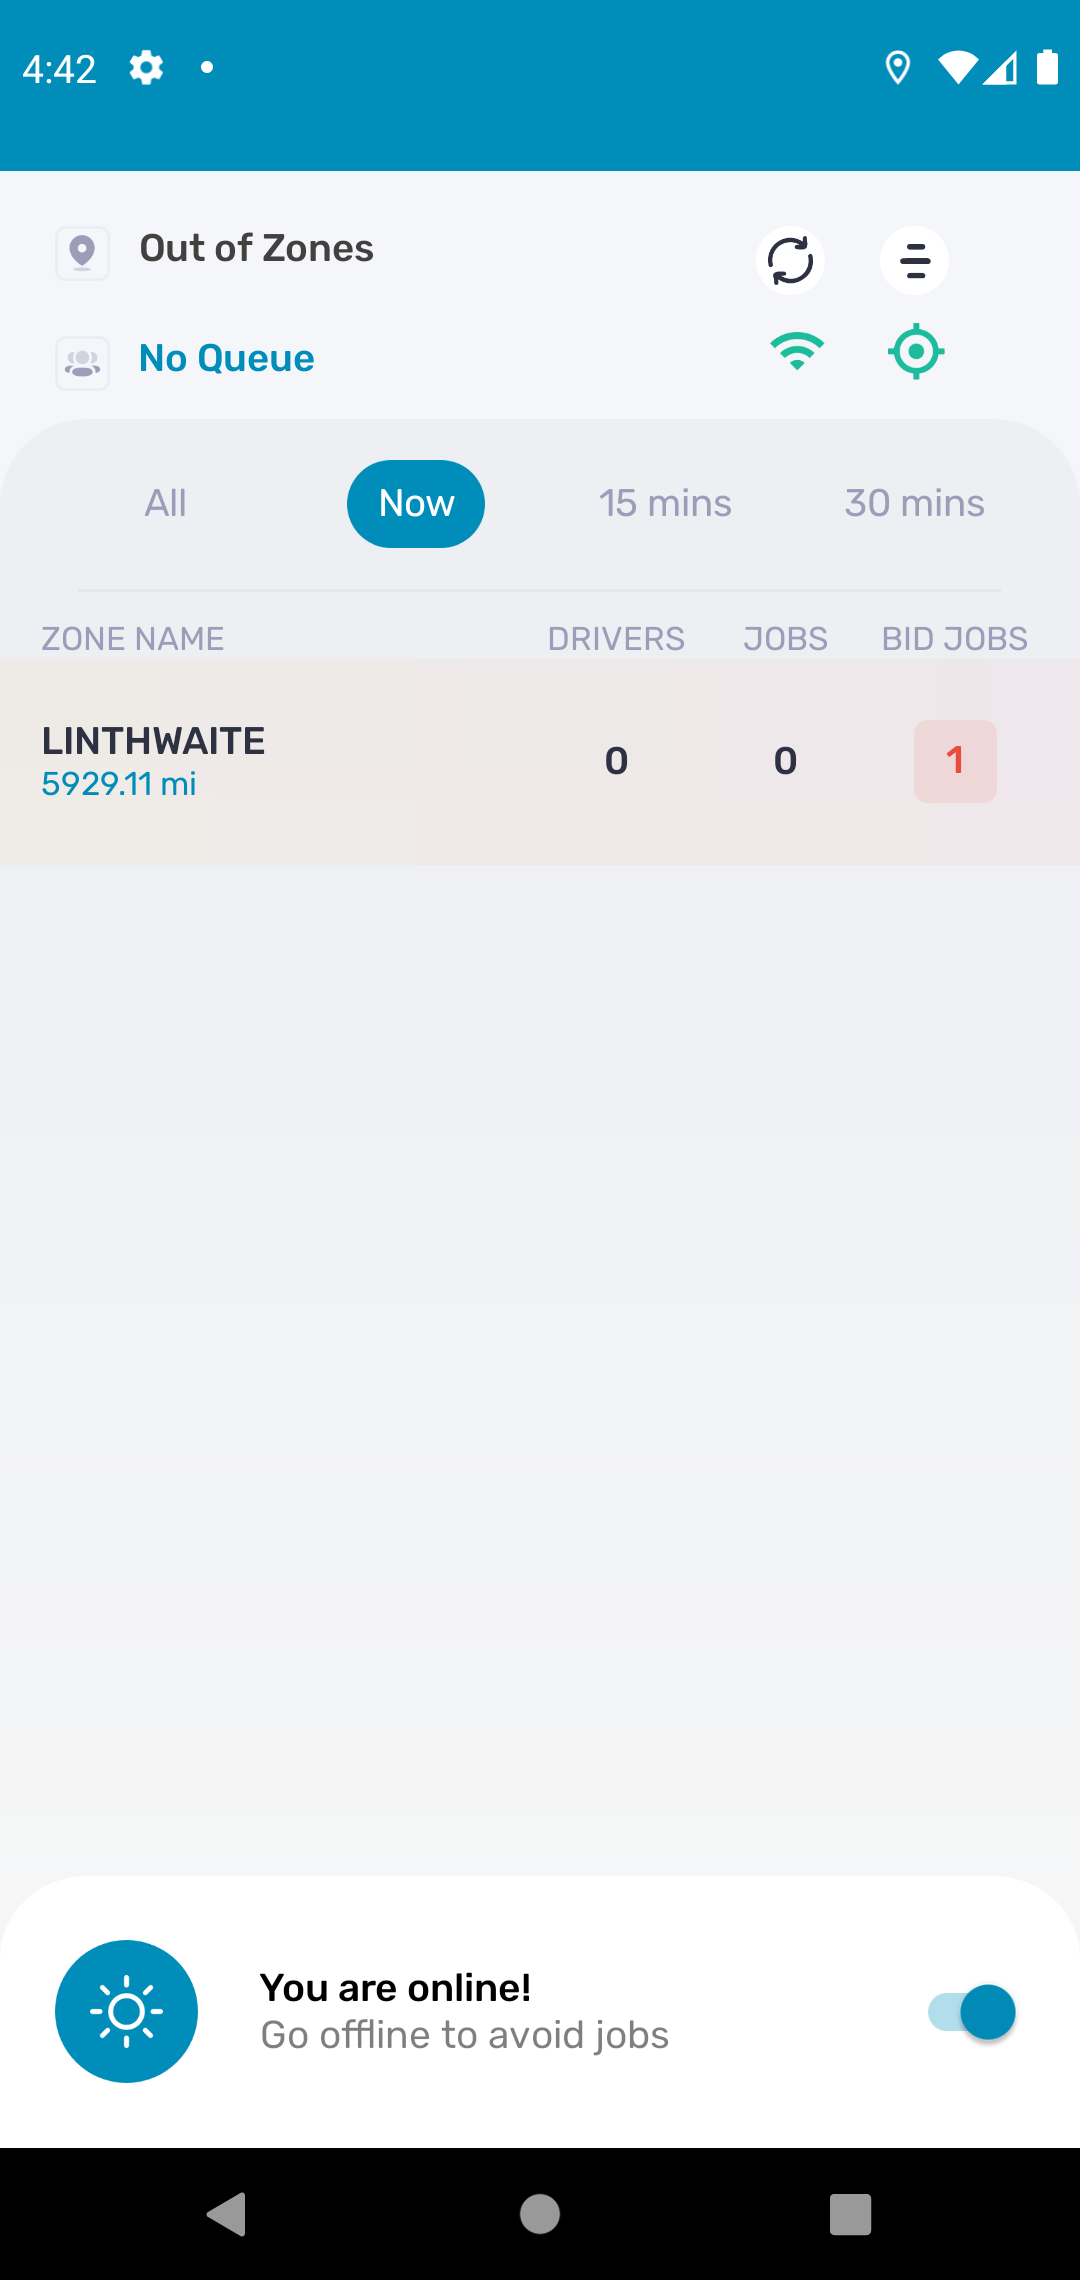 4:42
Out of Zones
No Queue
All Now 15 mins 30 mins
ZONE NAME DRIVERS JOBS BID JOBS
LINTHWAITE 0 0 1
5929.11 mi
You are online!
Go offline to avoid jobs